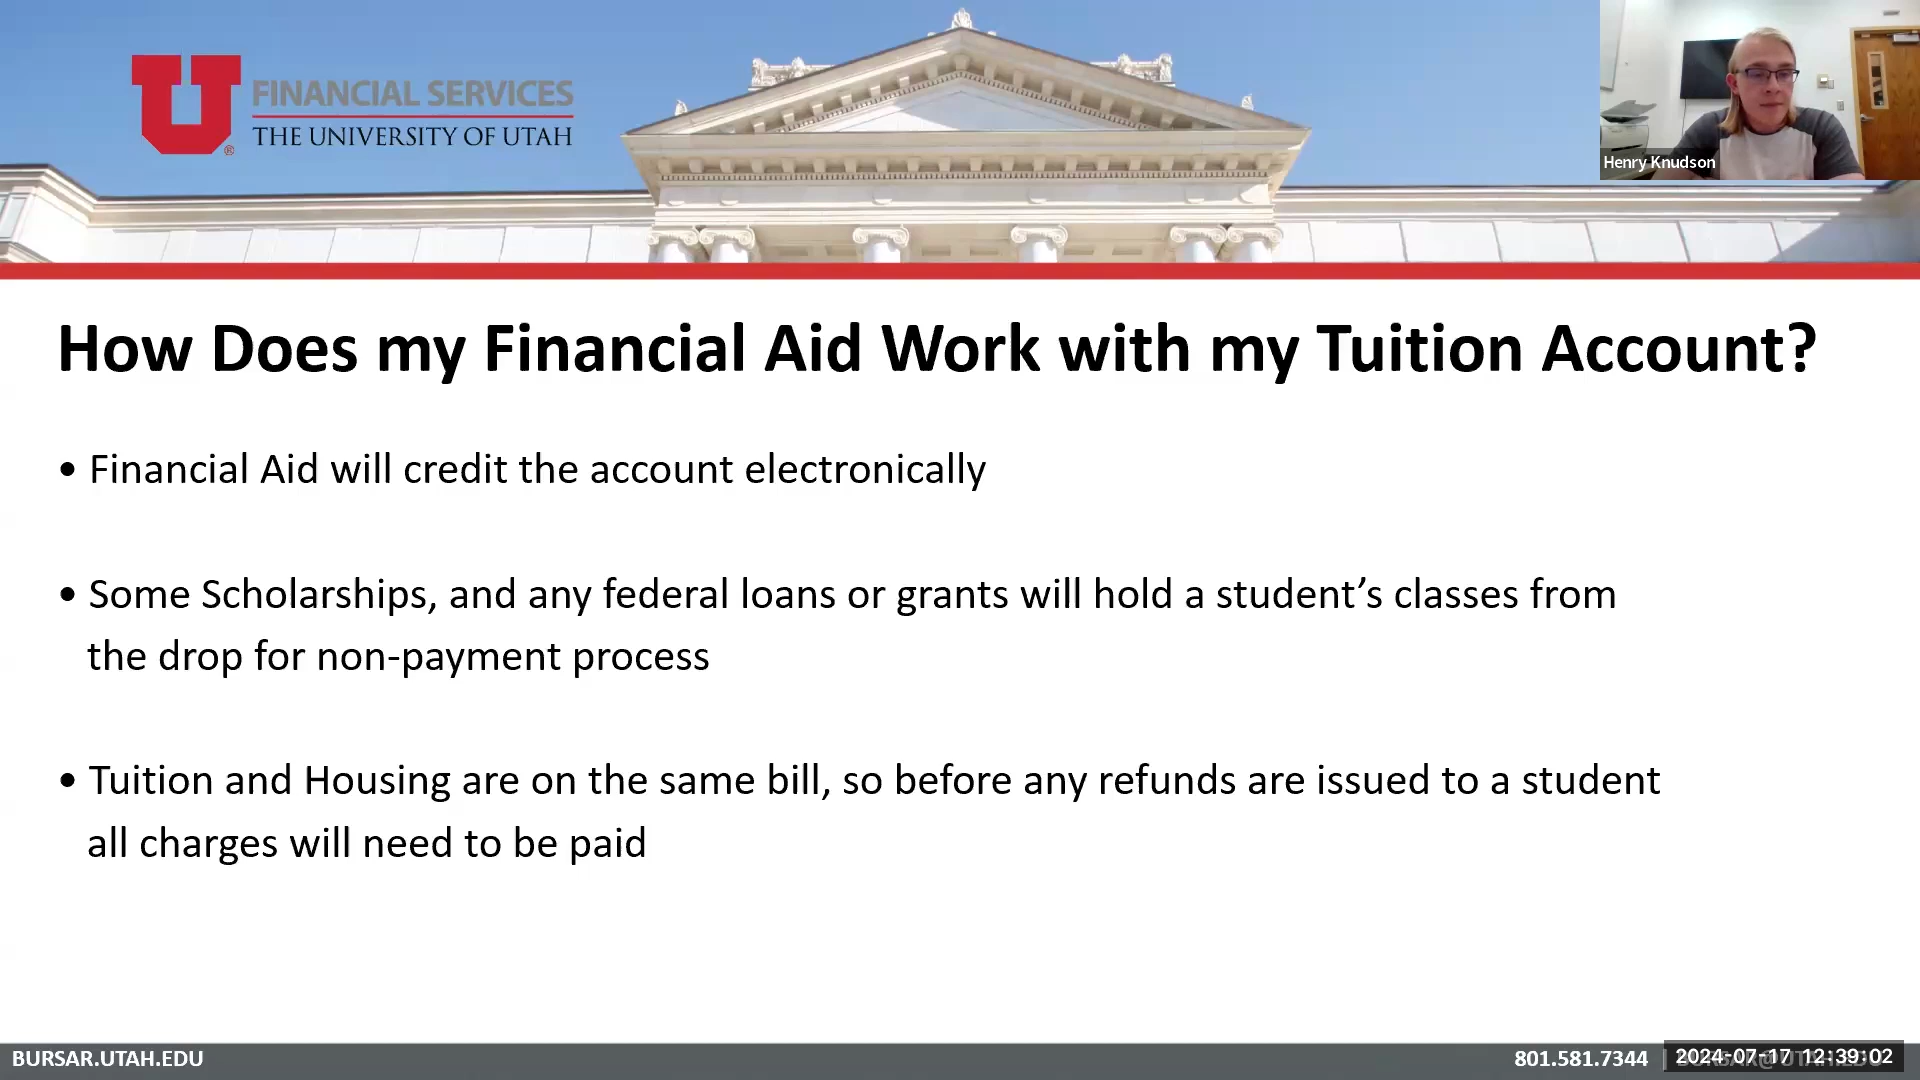 FINANCIAL SERVICES
THE UNIVERSITY OF UTAH
Henry Knudson
How Does my Financial Aid Work with my Tuition Account?
• Financial Aid will credit the account electronically
• Some Scholarships, and any federal loans or grants will hold a student’s classes from
the drop for non-payment process
• Tuition and Housing are on the same bill, so before any refunds are issued to a student
all charges will need to be paid
BURSAR.UTAH.EDU
801.581.7344 |
2024-07-17 12:39:02